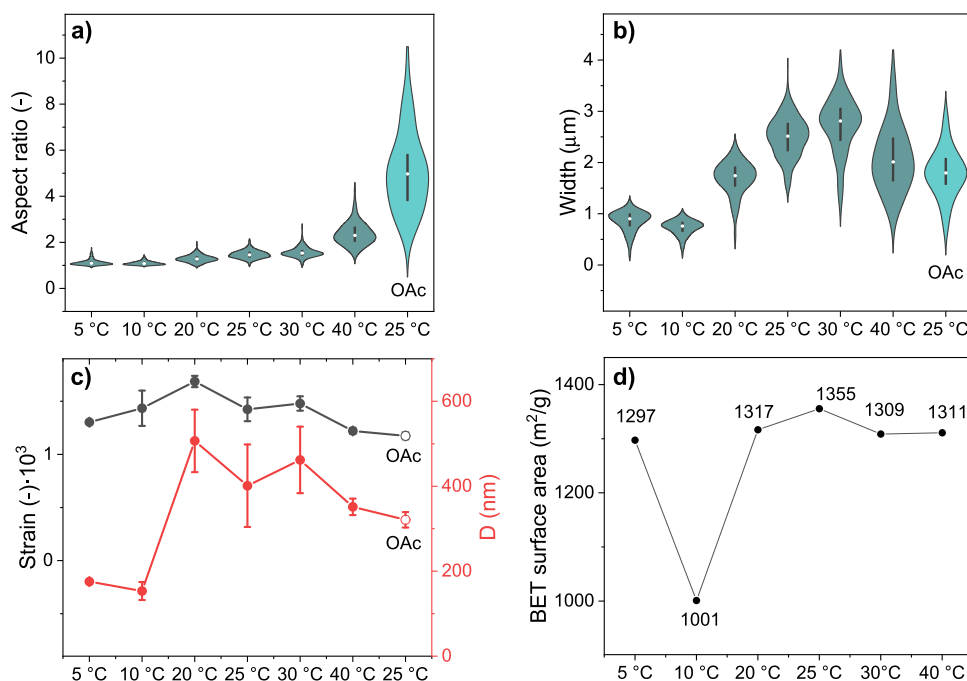 a)
Aspect ratio (-)
10
8
6
4
2
0
OAc
5 °C 10 °C 20 °C 25 °C 30 °C 40 °C 25 °C
b)
Width (μm)
4
3
2
1
0
OAc
5 °C 10 °C 20 °C 25 °C 30 °C 40 °C 25 °C
c)
Strain (-)·10³
1
0
OAc
OAc
D (nm)
600
400
200
0
5 °C 10 °C 20 °C 25 °C 30 °C 40 °C 25 °C
d)
BET surface area (m²/g)
1400
1200
1000
1297
1001
1317
1355
1309
1311
5 °C 10 °C 20 °C 25 °C 30 °C 40 °C